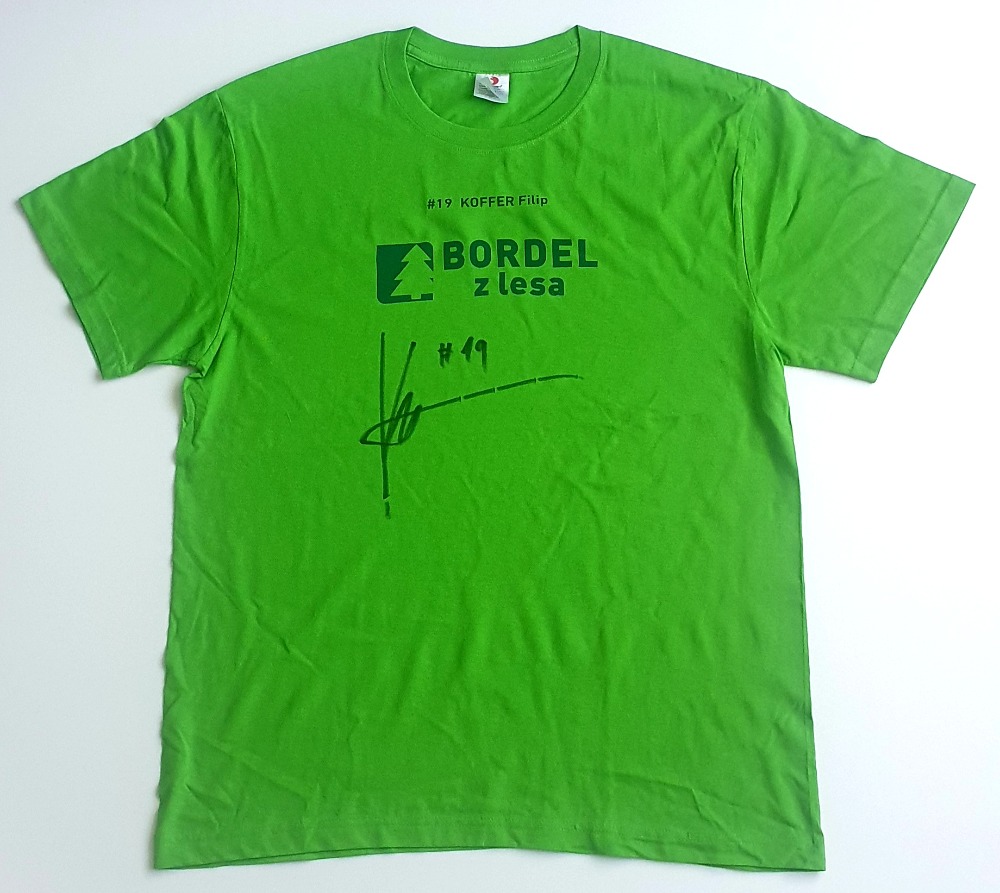 #19 KOFFER Filip
BORDEL
z lesa
#19